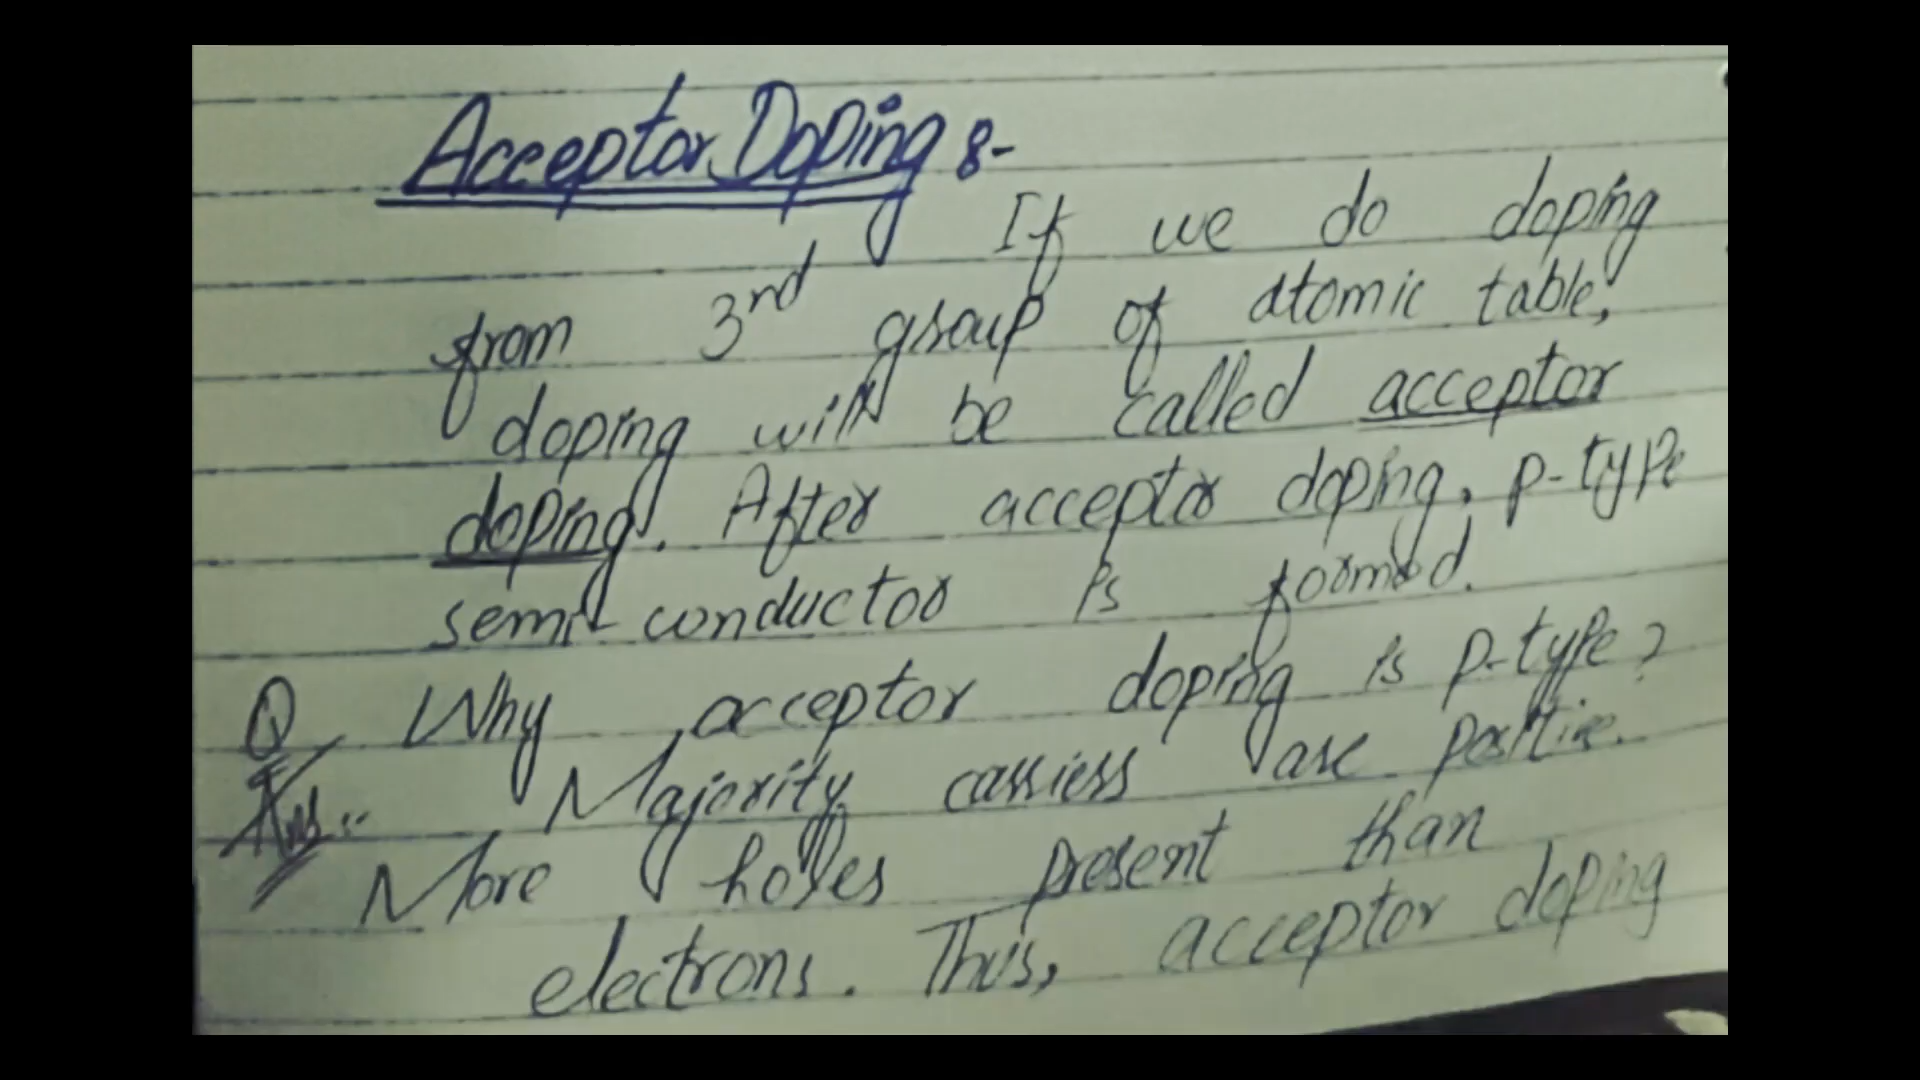 Acceptor Doping :-
If we do doping
from 3rd group of atomic table,
doping will be called acceptor
doping. After acceptor doping, p-type
semi-conductor is formed.
Q Why acceptor doping is p-type?
Ans.. Majority carriers are positive.
More holes present than
electrons. Thus, acceptor doping